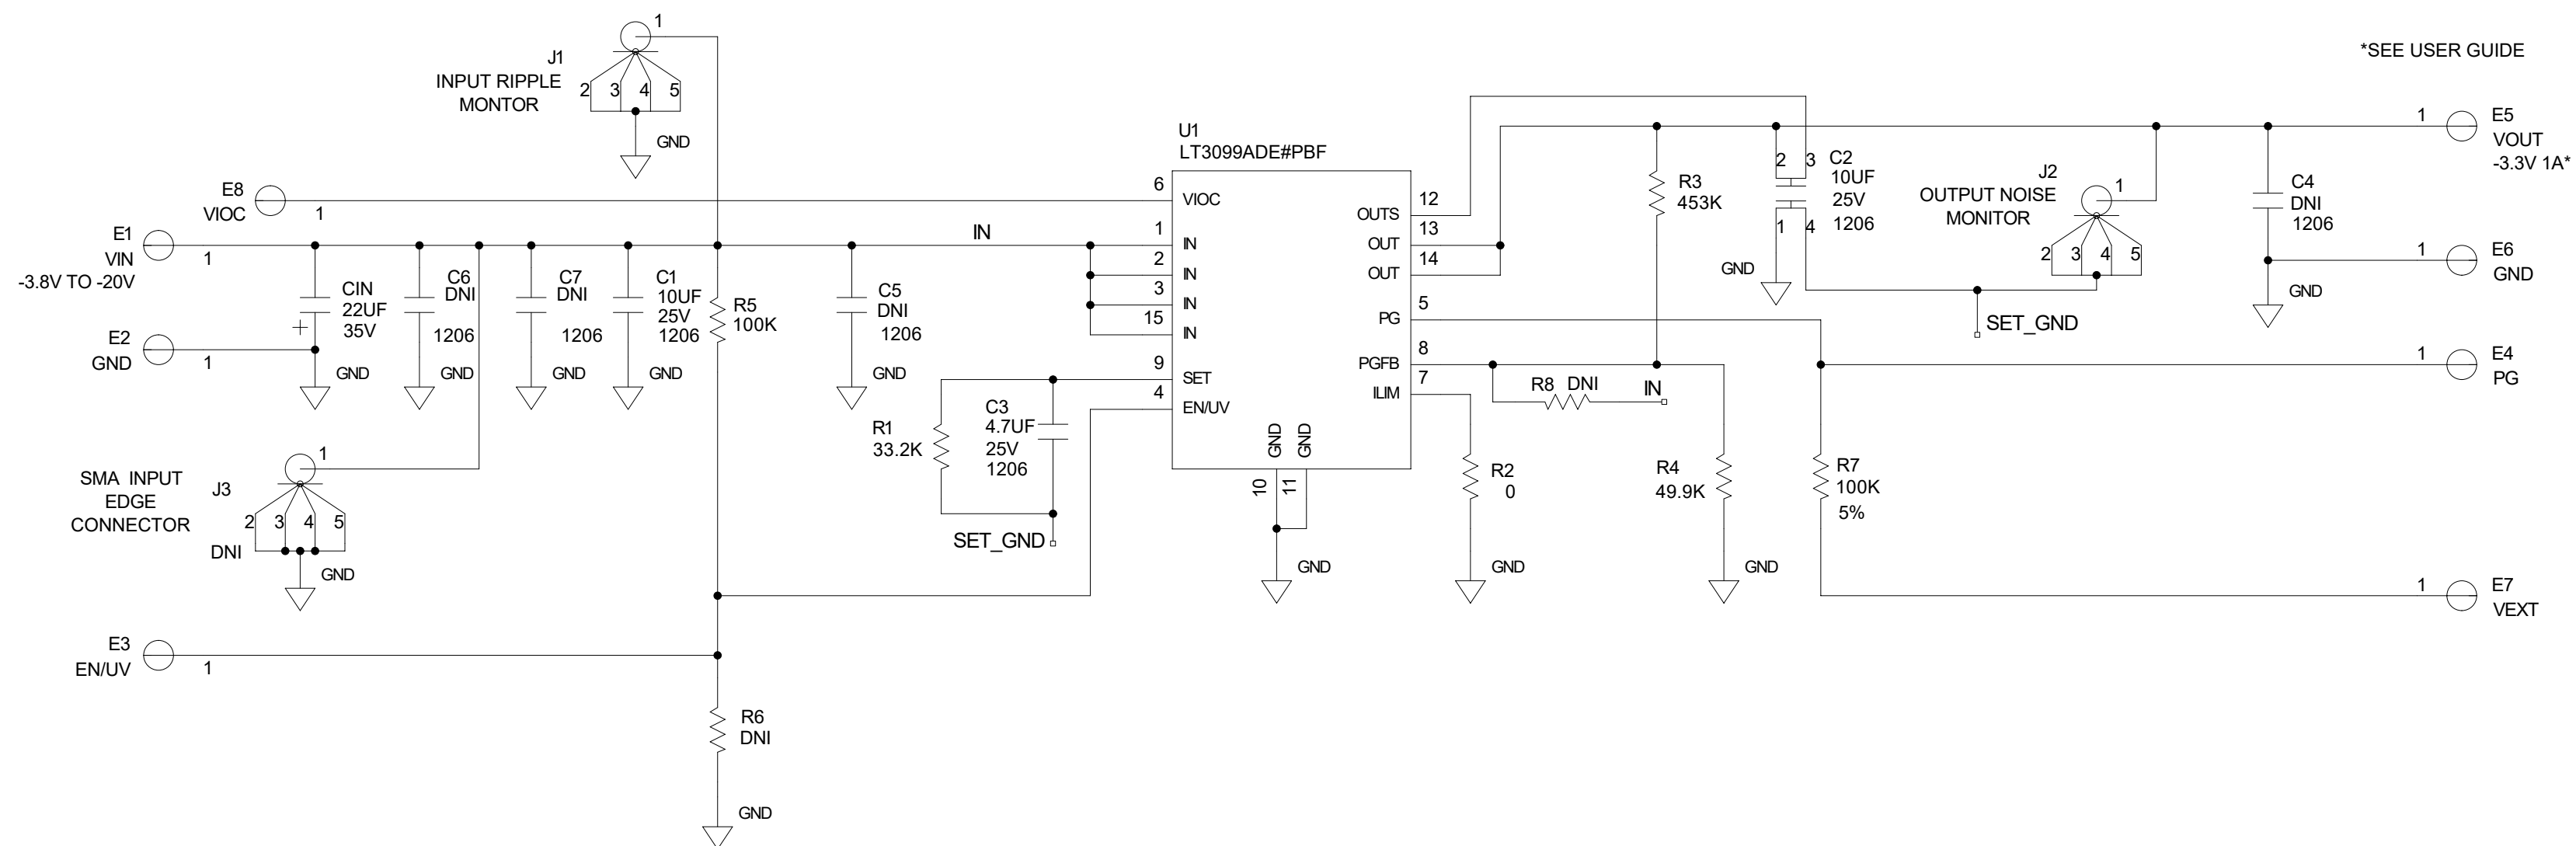 *SEE USER GUIDE
1
J1
INPUT RIPPLE
MONTOR
2 3 4 5
GND
E8
VIOC
1
E1
VIN
-3.8V TO -20V
1
E2
GND
1
CIN
22UF
35V
+
GND
C6
DNI
1206
GND
C7
DNI
1206
GND
C1
10UF
25V
1206
GND
R5
100K
C5
DNI
1206
GND
IN
SMA INPUT
EDGE
CONNECTOR
J3
DNI
1
2 3 4 5
GND
E3
EN/UV
1
R6
DNI
GND
R1
33.2K
C3
4.7UF
25V
1206
SET_GND
U1
LT3099ADE#PBF
6 VIOC
1 IN
2 IN
3 IN
15 IN
9 SET
4 EN/UV
OUTS 12
OUT 13
OUT 14
PG 5
PGFB 8
ILIM 7
GND GND
10 11
GND
R2
0
GND
R8 DNI IN
R3
453K
R4
49.9K
GND
2 3
1 4
C2
10UF
25V
1206
GND
J2
OUTPUT NOISE
MONITOR
1
2 3 4 5
SET_GND
C4
DNI
1206
GND
R7
100K
5%
1 E5
VOUT
-3.3V 1A*
1 E6
GND
1 E4
PG
1 E7
VEXT